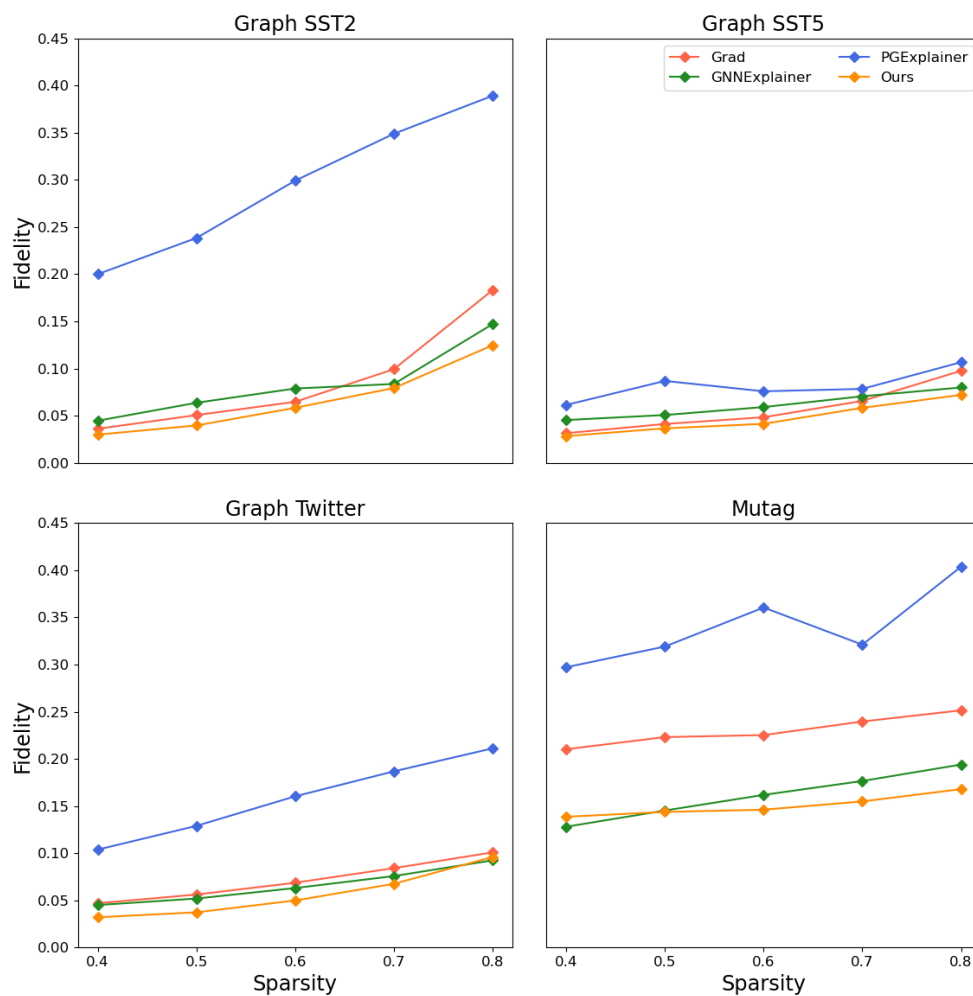 Graph SST2
Graph SST5
0.45
0.40
0.35
0.30
0.25
0.20
0.15
0.10
0.05
0.00
Fidelity
Grad
GNNExplainer
PGExplainer
Ours
Graph Twitter
Mutag
0.45
0.40
0.35
0.30
0.25
0.20
0.15
0.10
0.05
0.00
Fidelity
0.4 0.5 0.6 0.7 0.8
Sparsity
0.4 0.5 0.6 0.7 0.8
Sparsity